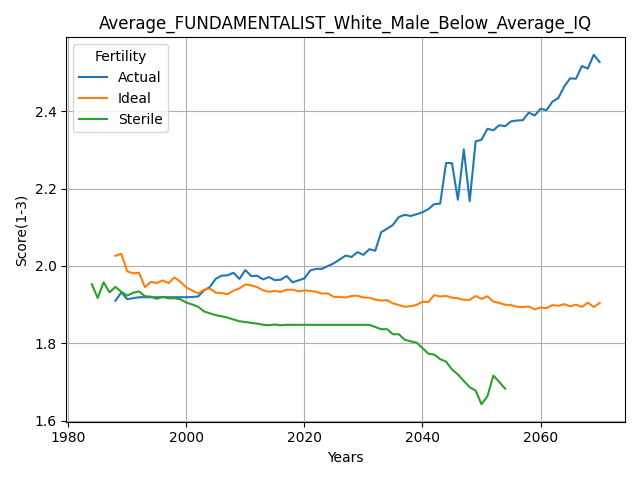 Average_FUNDAMENTALIST_White_Male_Below_Average_IQ
Fertility
Actual
Ideal
Sterile
Score(1-3)
2.4
2.2
2.0
1.8
1.6
1980
2000
2020
2040
2060
Years